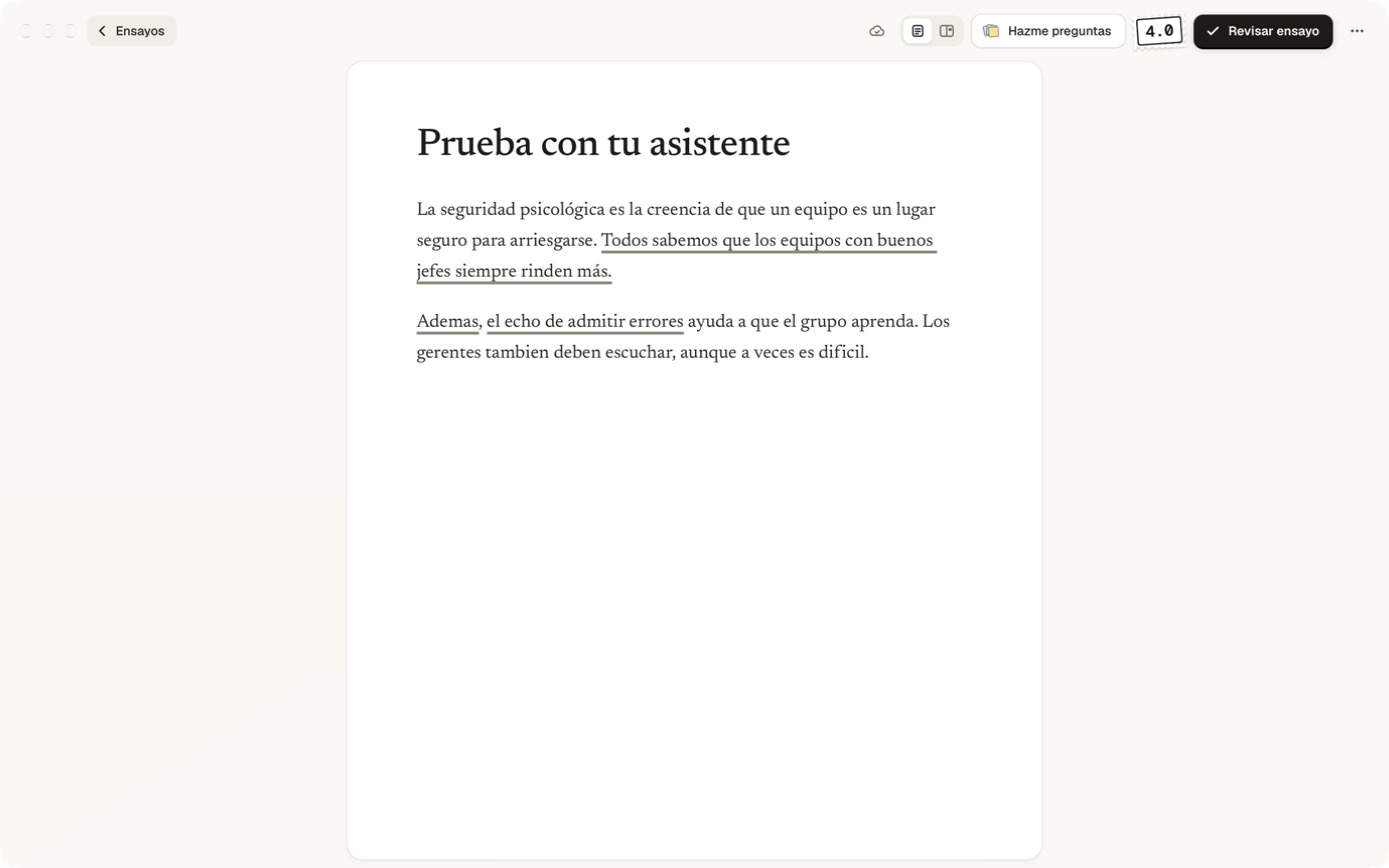 Ensayos
Hazme preguntas
4.0
Revisar ensayo
Prueba con tu asistente
La seguridad psicológica es la creencia de que un equipo es un lugar
seguro para arriesgarse. Todos sabemos que los equipos con buenos
jefes siempre rinden más.
Ademas, el echo de admitir errores ayuda a que el grupo aprenda. Los
gerentes tambien deben escuchar, aunque a veces es dificil.